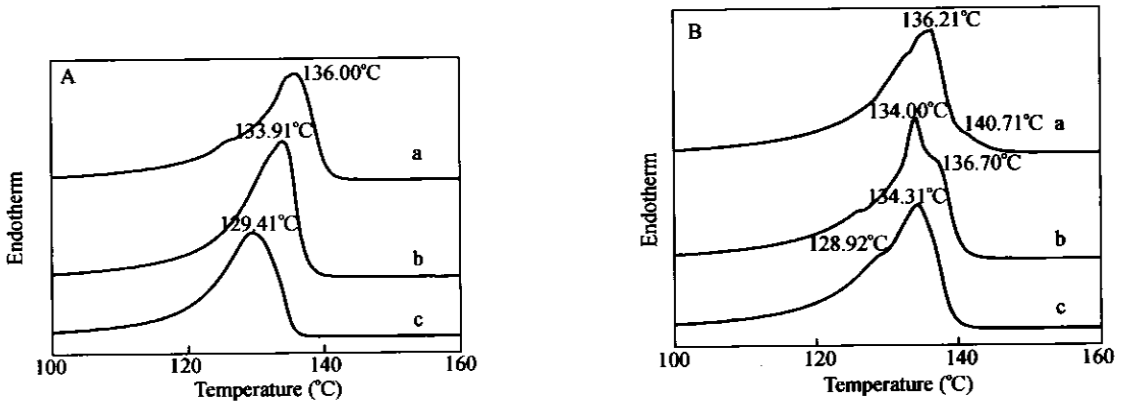 A
136.00°C
a
133.91°C
129.41°C
b
c
Endotherm
100
120
140
160
Temperature (°C)
B
136.21°C
134.00°C
140.71°C
a
136.70°C
134.31°C
128.92°C
b
c
Endotherm
100
120
140
160
Temperature (°C)